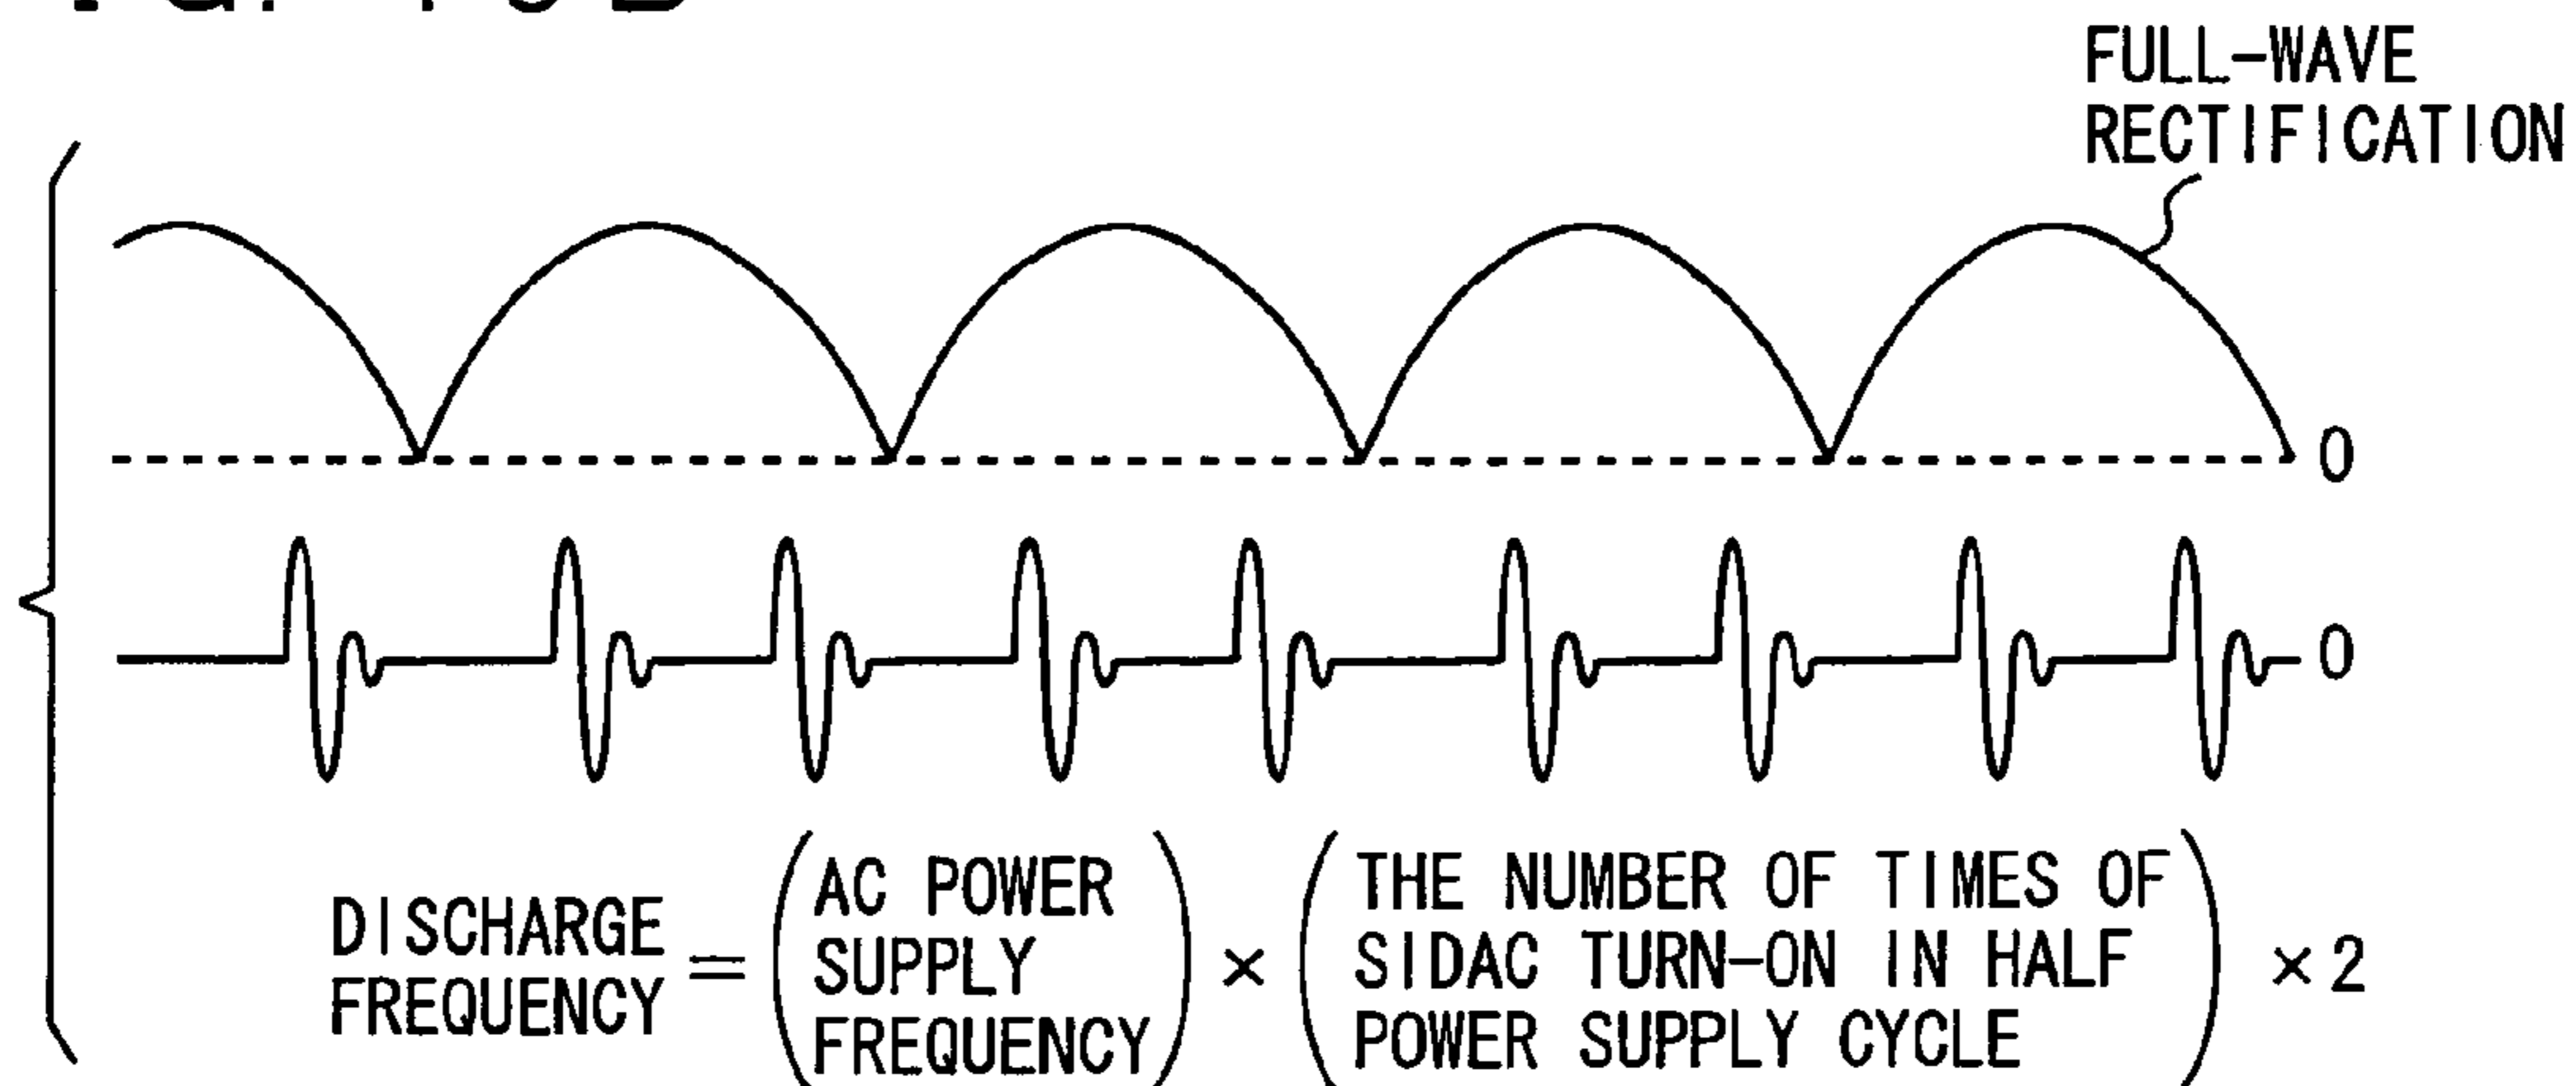 FULL-WAVE
RECTIFICATION
0
0
DISCHARGE
FREQUENCY
=
AC POWER
SUPPLY
FREQUENCY
×
THE NUMBER OF TIMES OF
SIDAC TURN-ON IN HALF
POWER SUPPLY CYCLE
×2